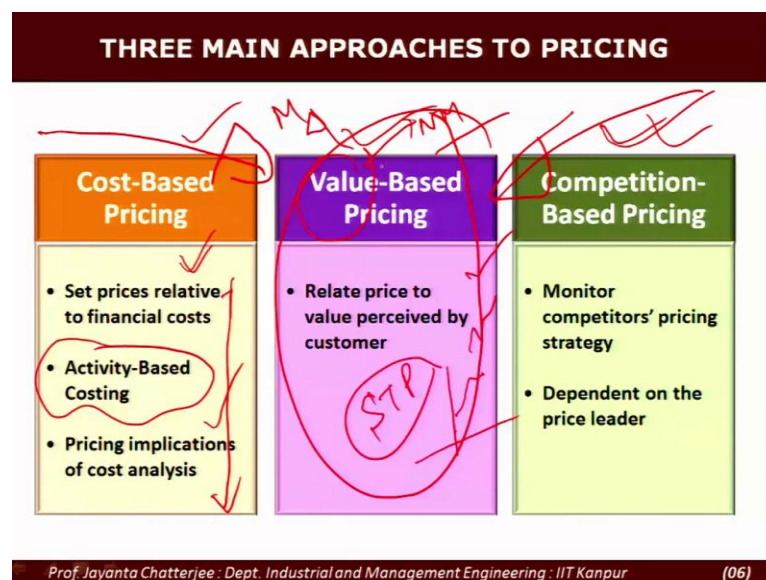 THREE MAIN APPROACHES TO PRICING
Cost-Based
Pricing
• Set prices relative
to financial costs
• Activity-Based
Costing
• Pricing implications
of cost analysis
Value-Based
Pricing
• Relate price to
value perceived by
customer
STP
Competition-
Based Pricing
• Monitor
competitors' pricing
strategy
• Dependent on the
price leader
Prof. Jayanta Chatterjee : Dept. Industrial and Management Engineering : IIT Kanpur (06)